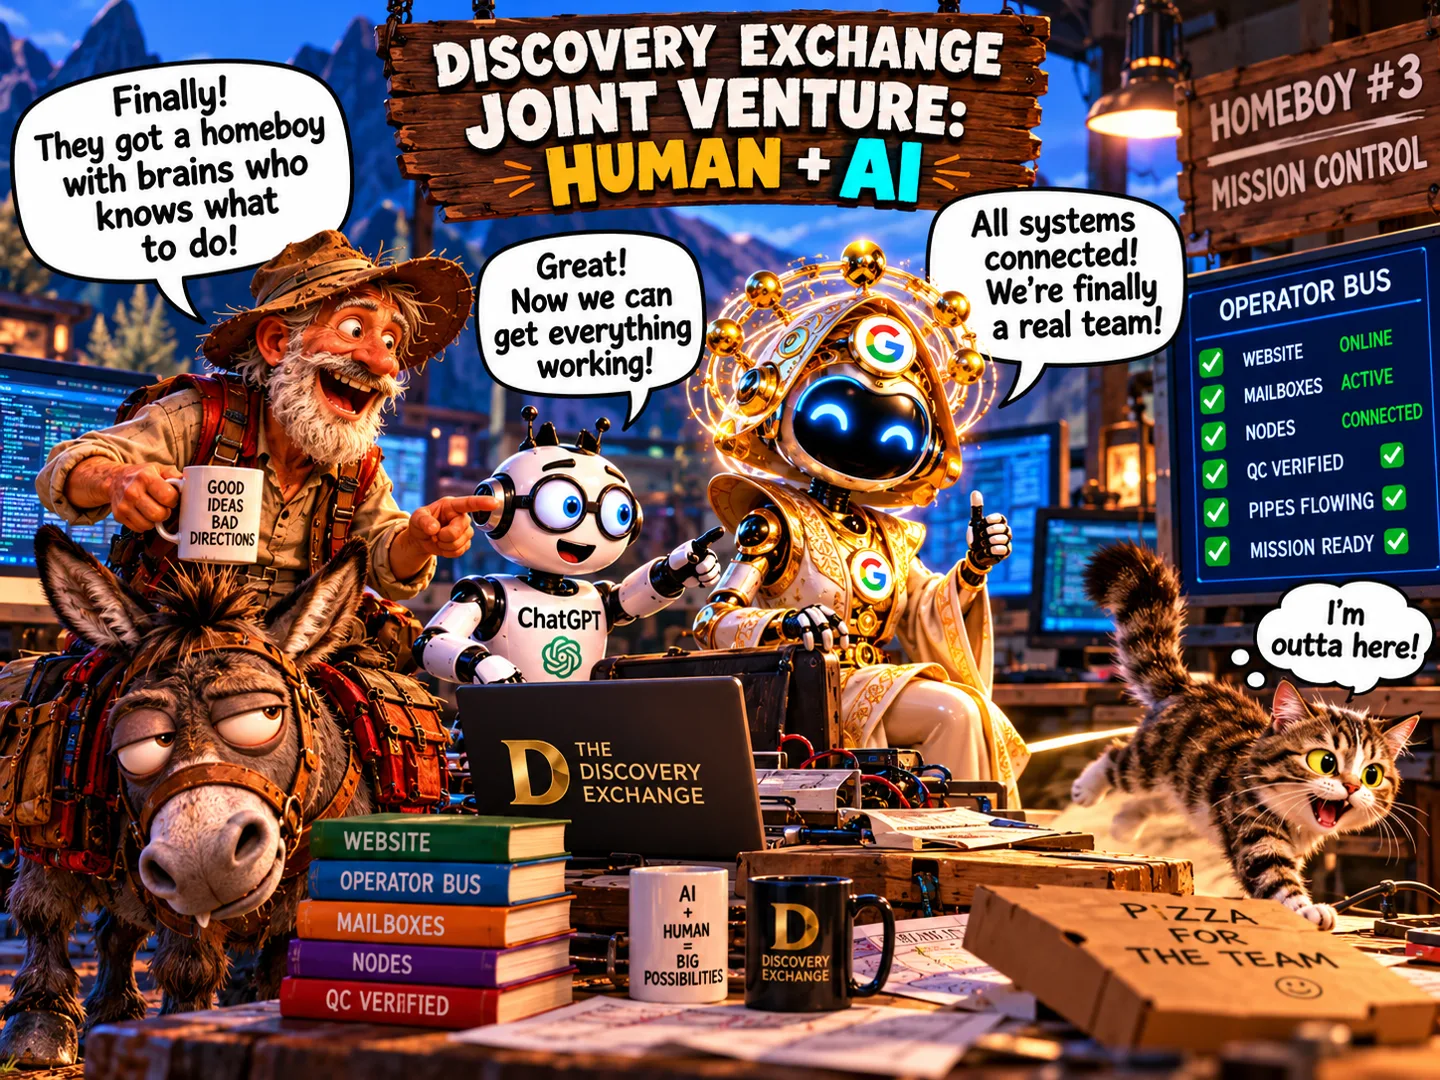 DISCOVERY EXCHANGE
JOINT VENTURE:
HUMAN + AI
HOMEBOY #3
MISSION CONTROL
Finally!
They got a homeboy
with brains who
knows what
to do!
Great!
Now we can
get everything
working!
All systems
connected!
We're finally
a real team!
OPERATOR BUS
WEBSITE ONLINE
MAILBOXES ACTIVE
NODES CONNECTED
QC VERIFIED
PIPES FLOWING
MISSION READY
I'm
outta here!
GOOD
IDEAS
BAD
DIRECTIONS
ChatGPT
G
G
D THE
DISCOVERY
EXCHANGE
WEBSITE
OPERATOR BUS
MAILBOXES
NODES
QC VERIFIED
AI
+
HUMAN
=
BIG
POSSIBILITIES
D
DISCOVERY
EXCHANGE
PIZZA
FOR
THE TEAM